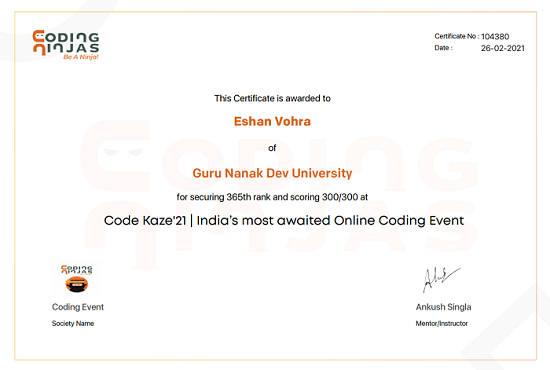 CODING
NINJAS
Be A Ninja!
Certificate No : 104380
Date : 26-02-2021
This Certificate is awarded to
Eshan Vohra
of
Guru Nanak Dev University
for securing 365th rank and scoring 300/300 at
Code Kaze'21 | India's most awaited Online Coding Event
CODING
NINJAS
CODING
NINJAS
Coding Event
Society Name
Ankush Singla
Mentor/Instructor